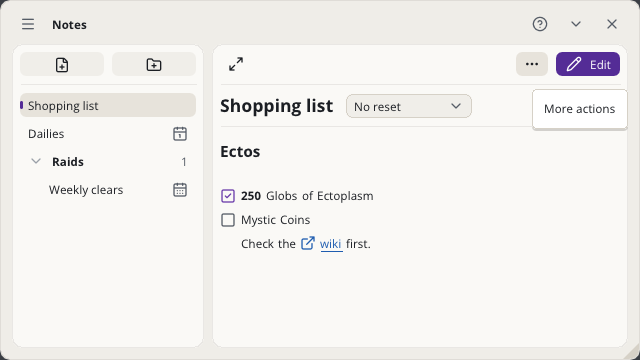 Notes
Edit
Shopping list
Dailies
Raids 1
Weekly clears
Shopping list No reset
More actions
Ectos
250 Globs of Ectoplasm
Mystic Coins
Check the wiki first.